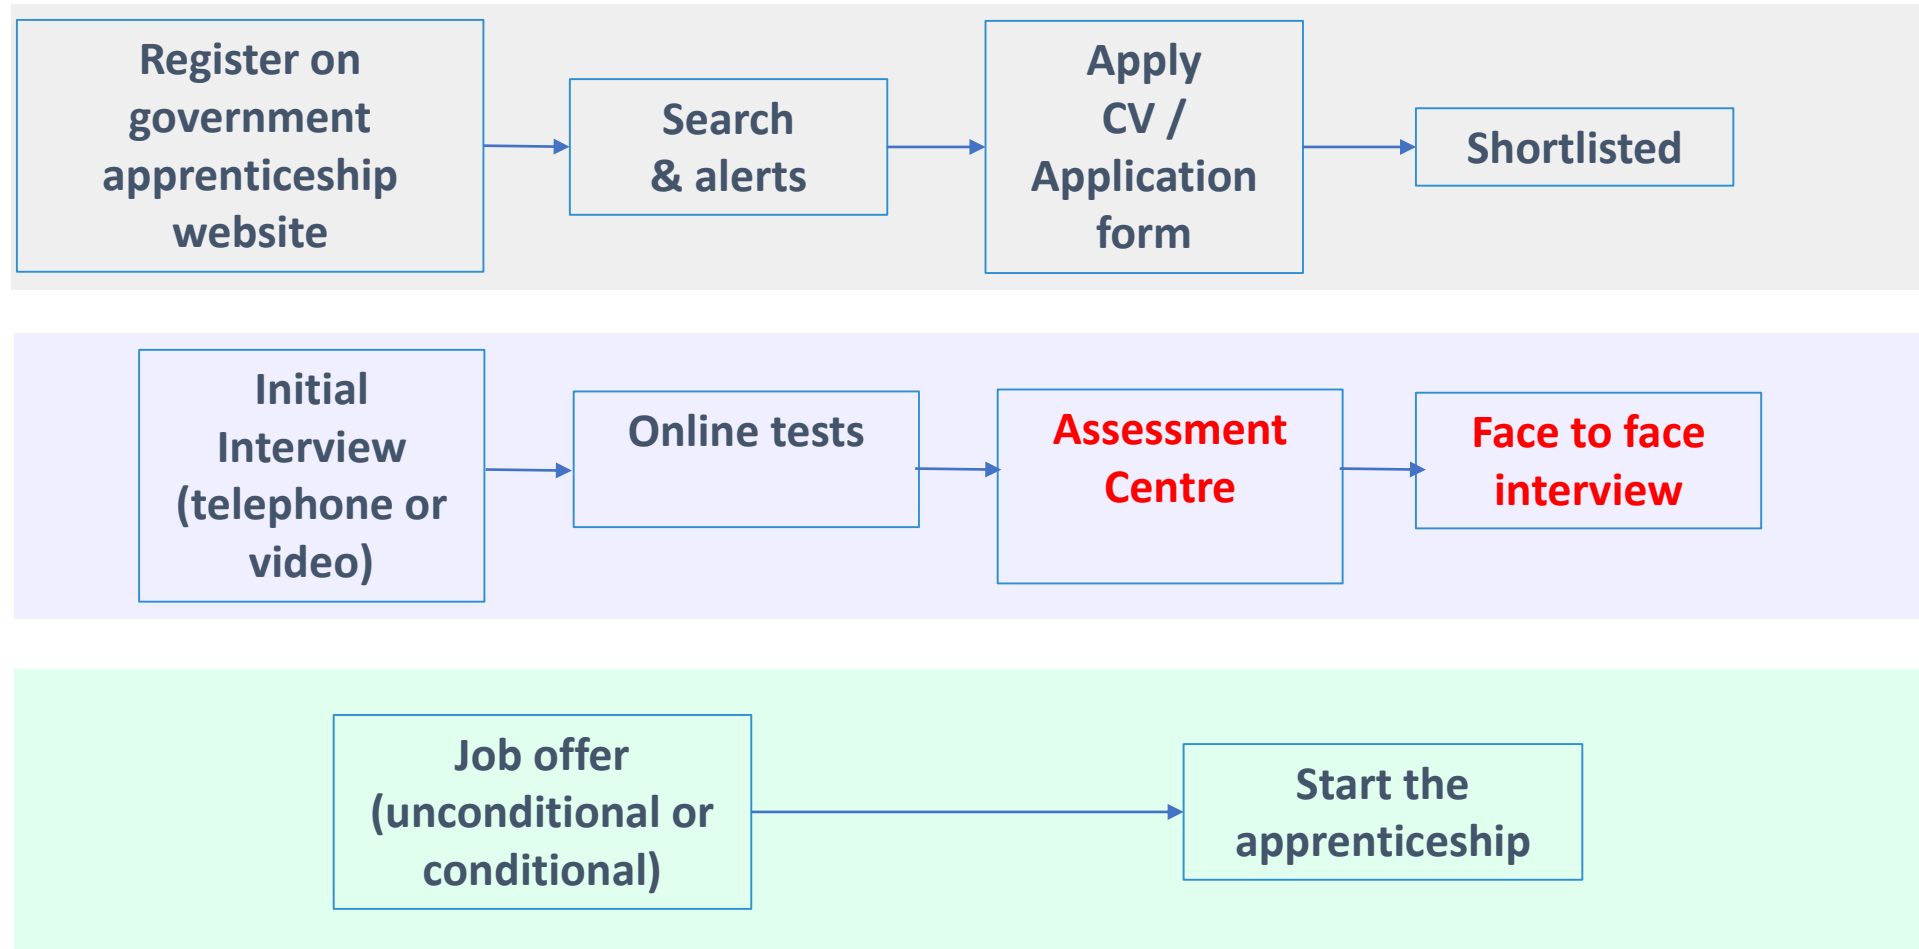 Register on
government
apprenticeship
website
Search
& alerts
Apply
CV /
Application
form
Shortlisted
Initial
Interview
(telephone or
video)
Online tests
Assessment
Centre
Face to face
interview
Job offer
(unconditional or
conditional)
Start the
apprenticeship